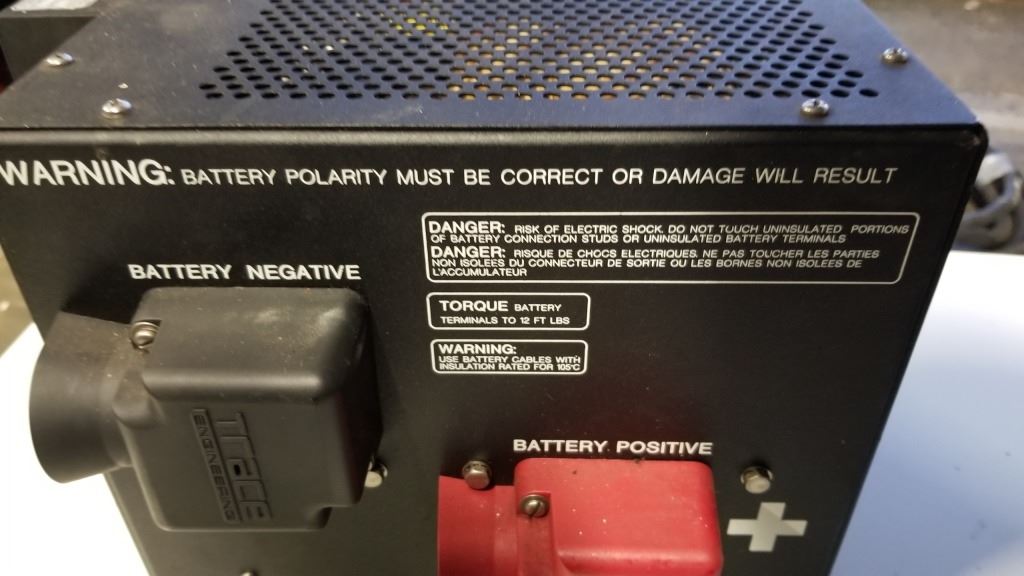 WARNING: BATTERY POLARITY MUST BE CORRECT OR DAMAGE WILL RESULT
DANGER: RISK OF ELECTRIC SHOCK. DO NOT TOUCH UNINSULATED PORTIONS
OF BATTERY CONNECTION STUDS OR UNINSULATED BATTERY TERMINALS
DANGER: RISQUE DE CHOCS ELECTRIQUES. NE PAS TOUCHER LES PARTIES
NON ISOLEES DU CONNECTEUR DE SORTIE OU LES BORNES NON ISOLEES DE
L'ACCUMULATEUR
BATTERY NEGATIVE
TORQUE BATTERY
TERMINALS TO 12 FT LBS
WARNING:
USE BATTERY CABLES WITH
INSULATION RATED FOR 105°C
TRACE
ENGINEERING
BATTERY POSITIVE